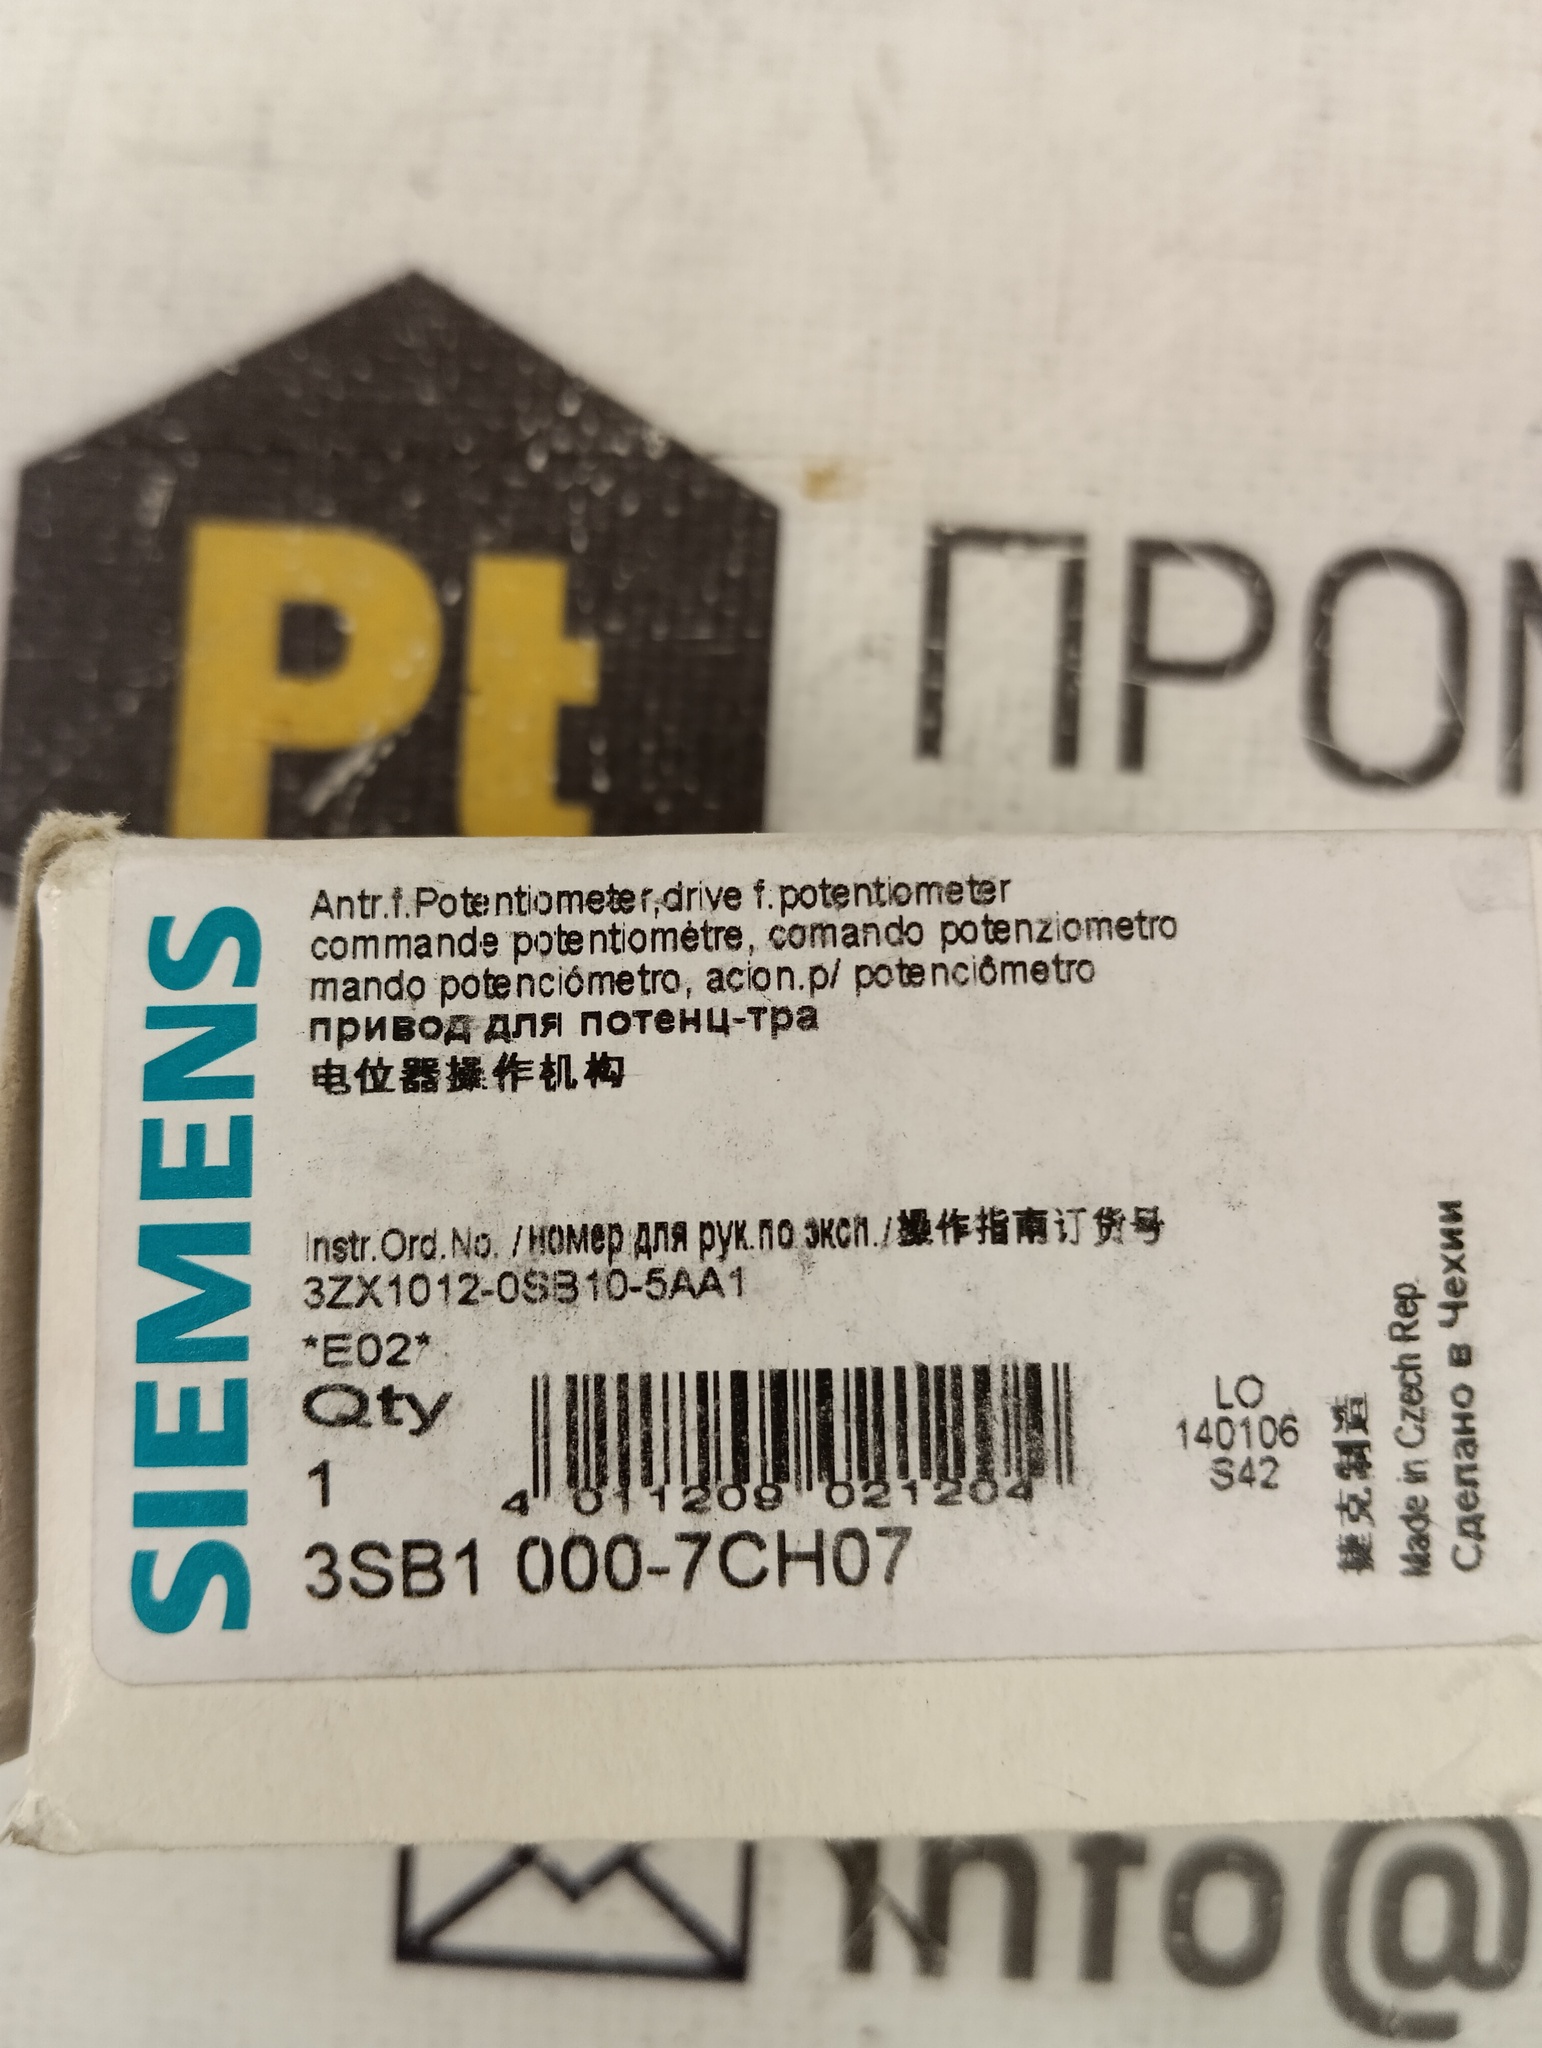 Pt
ПРОМ
SIEMENS
Antr.f.Potentiometer,drive f.potentiometer
commande potentiomètre, comando potenziometro
mando potenciómetro, acion.p/ potenciômetro
привод для потенц-тра
电位器操作机构
Instr.Ord.No. /номер для рук.по эксп./操作指南订货号
3ZX1012-0SB10-5AA1
*E02*
Qty
1
4 011209 021204
3SB1 000-7CH07
LO
140106
S42
捷克制造
Made in Czech Rep.
Сделано в Чехии
info@